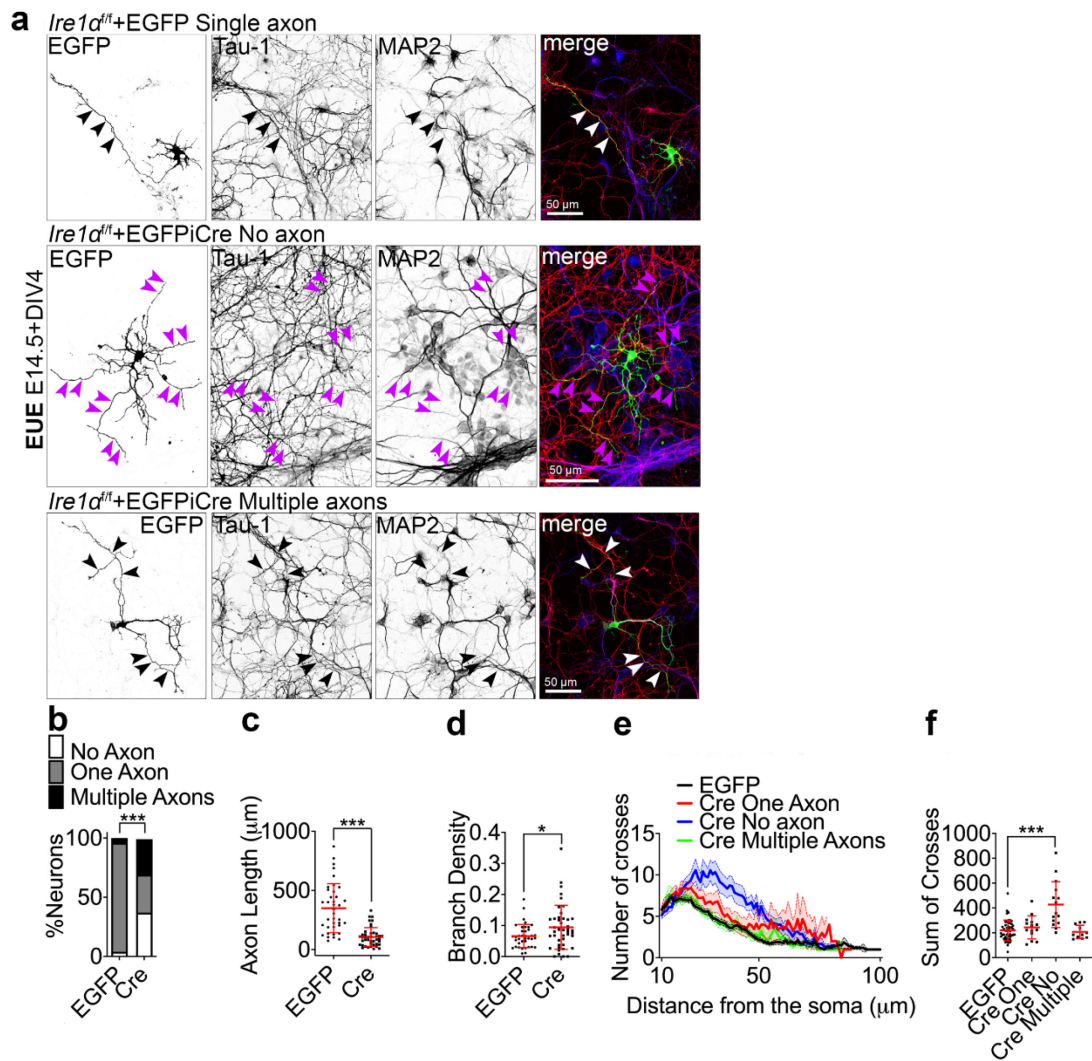 a
Ire1α^f/f+EGFP Single axon
EGFP
Tau-1
MAP2
merge
50 μm
EUE E14.5+DIV4
Ire1α^f/f+EGFPiCre No axon
EGFP
Tau-1
MAP2
merge
50 μm
Ire1α^f/f+EGFPiCre Multiple axons
EGFP
Tau-1
MAP2
merge
50 μm
b
No Axon
One Axon
Multiple Axons
***
100
50
0
%Neurons
EGFP
Cre
c
***
1000
500
0
Axon Length (μm)
EGFP
Cre
d
*
0.4
0.3
0.2
0.1
0.0
Branch Density
EGFP
Cre
e
EGFP
Cre One Axon
Cre No axon
Cre Multiple Axons
15
10
5
0
Number of crosses
10
50
100
Distance from the soma (μm)
f
***
1000
800
600
400
200
0
Sum of Crosses
EGFP
Cre One
Cre No
Cre Multiple